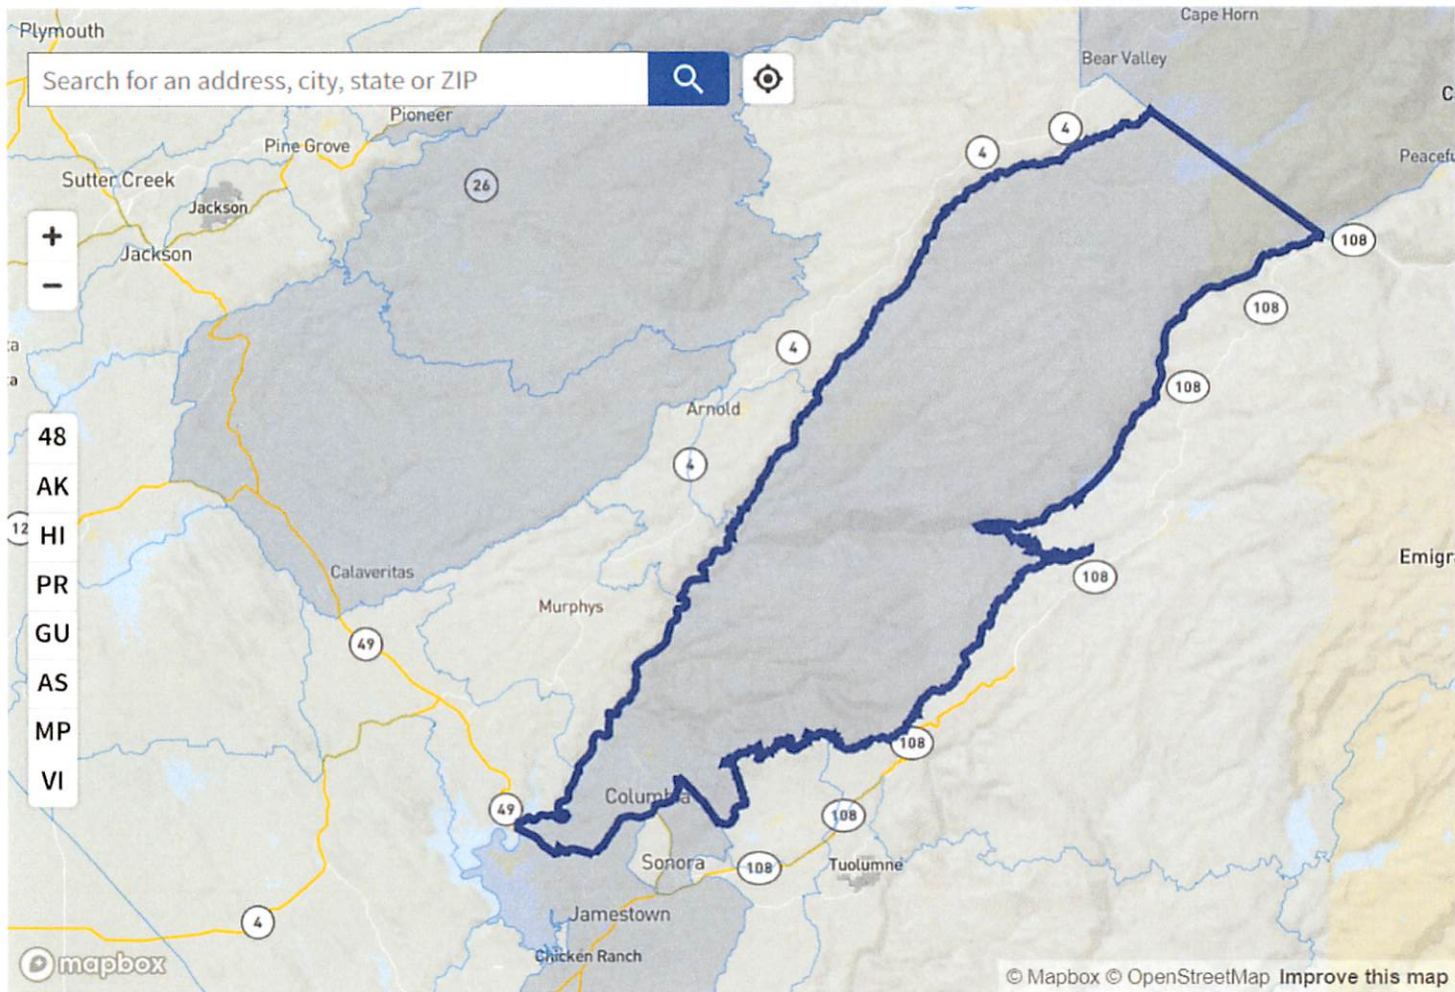 Plymouth
Cape Horn
Bear Valley
Search for an address, city, state or ZIP
C
Pioneer
4
Pine Grove
4
Peacefu
Sutter Creek
26
Jackson
+
Jackson
108
−
108
ta
4
a
108
Arnold
48
4
AK
12
HI
Emigr
Calaveritas
108
PR
Murphys
GU
49
AS
MP
108
VI
Columbia
49
108
Sonora
108
Tuolumne
Jamestown
4
Chicken Ranch
mapbox
© Mapbox © OpenStreetMap Improve this map